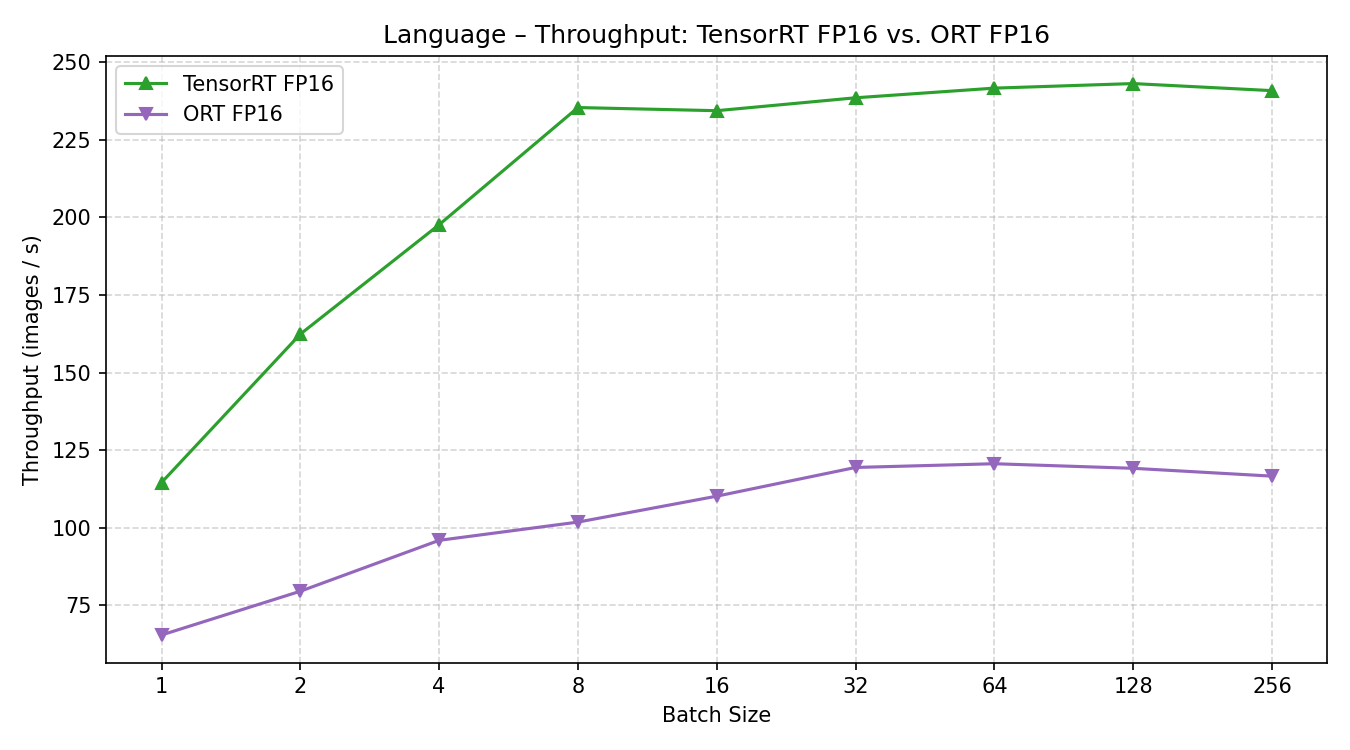 Language – Throughput: TensorRT FP16 vs. ORT FP16
TensorRT FP16
ORT FP16
Throughput (images / s)
250
225
200
175
150
125
100
75
1 2 4 8 16 32 64 128 256
Batch Size